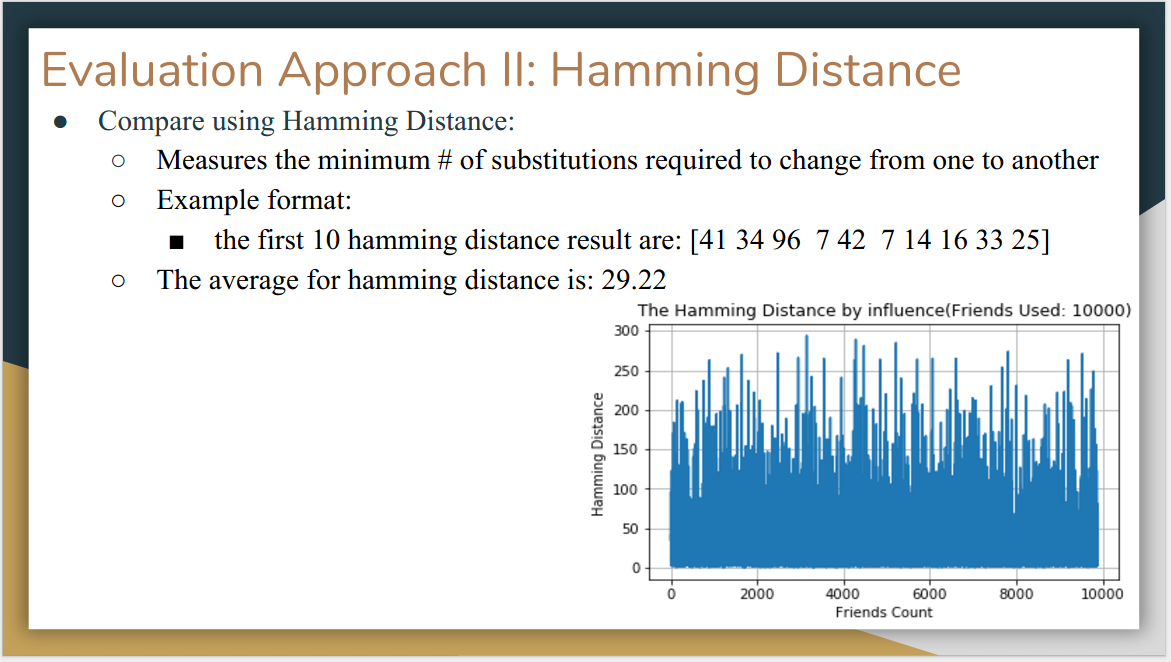 Evaluation Approach II: Hamming Distance
● Compare using Hamming Distance:
○ Measures the minimum # of substitutions required to change from one to another
○ Example format:
■ the first 10 hamming distance result are: [41 34 96  7 42  7 14 16 33 25]
○ The average for hamming distance is: 29.22
The Hamming Distance by influence(Friends Used: 10000)
300
250
200
150
100
50
0
Hamming Distance
0 2000 4000 6000 8000 10000
Friends Count